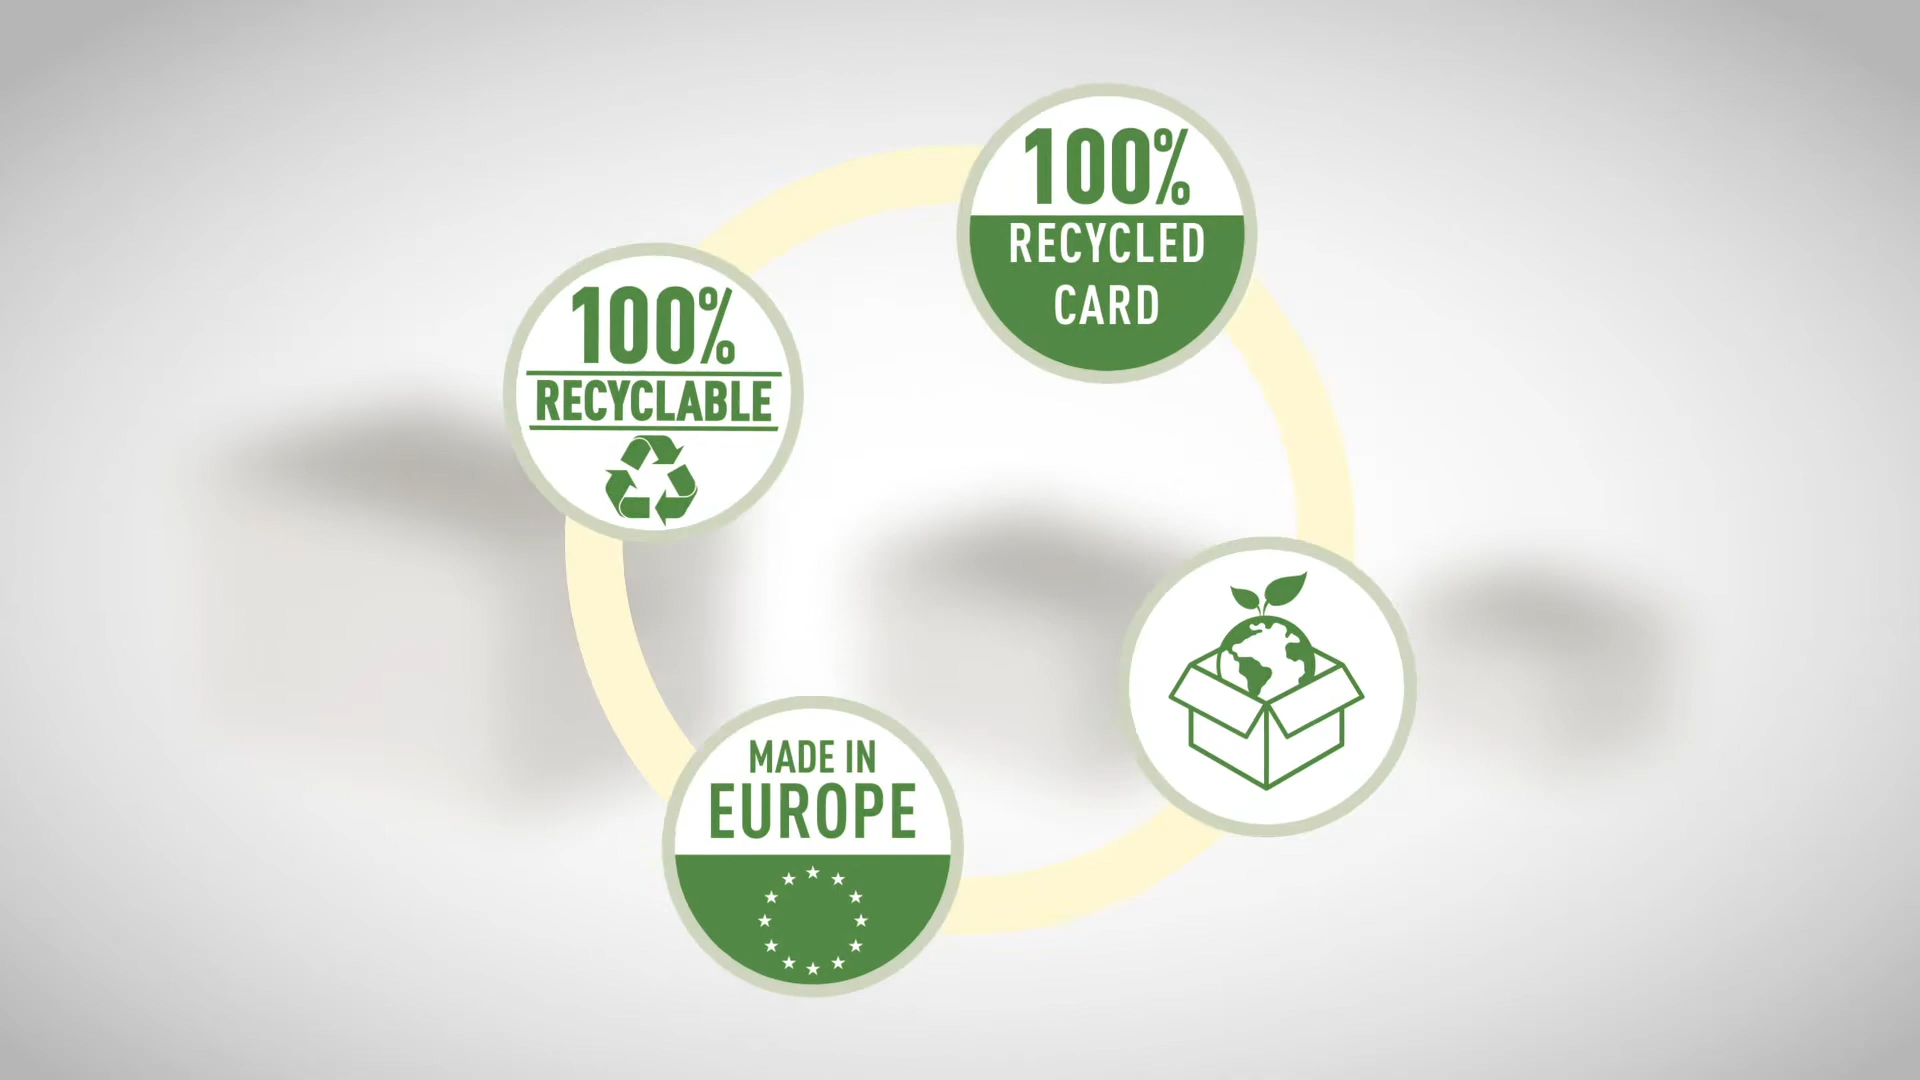 100%
RECYCLED
CARD
100%
RECYCLABLE
MADE IN
EUROPE